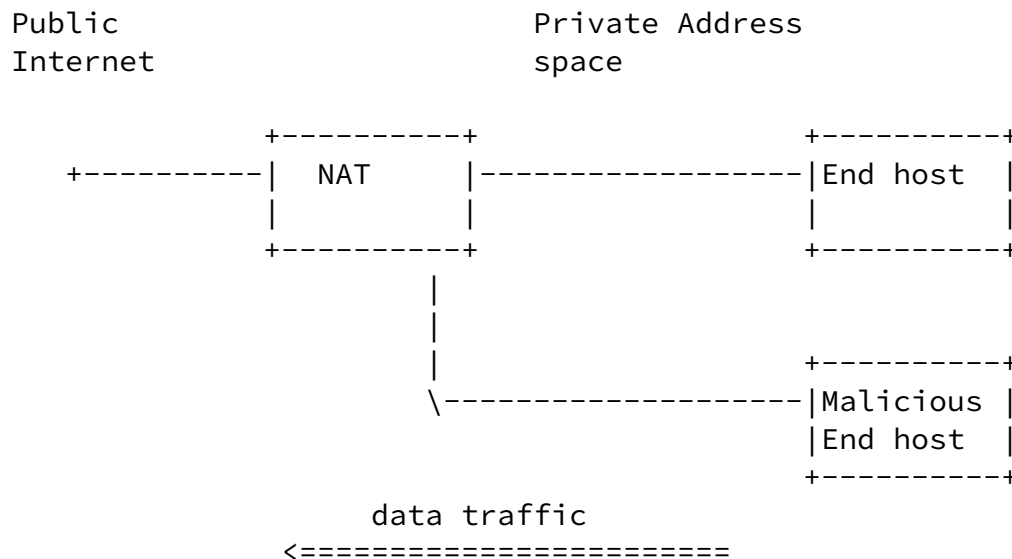 Public Private Address
Internet space
NAT End host
Malicious
End host
data traffic